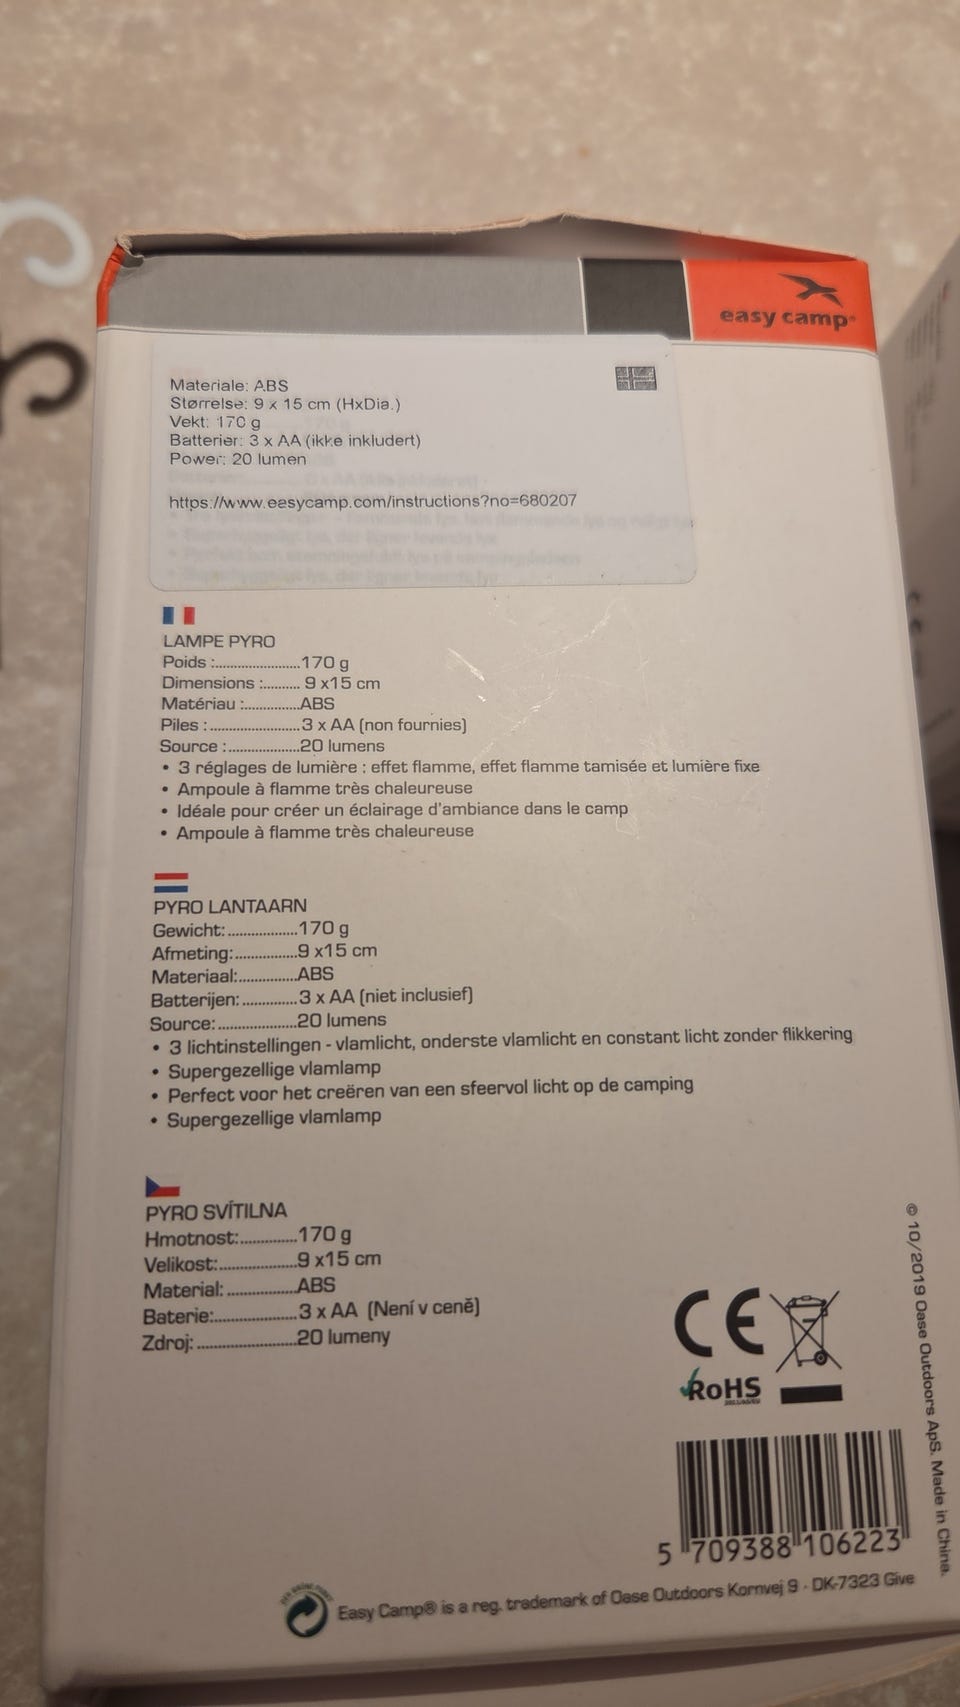 easy camp®
Materiale: ABS
Størrelse: 9 x 15 cm (HxDia.)
Vekt: 170 g
Batterier: 3 x AA (ikke inkludert)
Power: 20 lumen
https://www.easycamp.com/instructions?no=680207
LAMPE PYRO
Poids :......................170 g
Dimensions :.......... 9 x15 cm
Matériau :...............ABS
Piles :........................3 x AA (non fournies)
Source :...................20 lumens
• 3 réglages de lumière : effet flamme, effet flamme tamisée et lumière fixe
• Ampoule à flamme très chaleureuse
• Idéale pour créer un éclairage d'ambiance dans le camp
• Ampoule à flamme très chaleureuse
PYRO LANTAARN
Gewicht:..................170 g
Afmeting:................9 x15 cm
Materiaal:...............ABS
Batterijen:..............3 x AA (niet inclusief)
Source:.....................20 lumens
• 3 lichtinstellingen - vlamlicht, onderste vlamlicht en constant licht zonder flikkering
• Supergezellige vlamlamp
• Perfect voor het creëren van een sfeervol licht op de camping
• Supergezellige vlamlamp
PYRO SVÍTILNA
Hmotnost:...............170 g
Velikost:....................9 x15 cm
Material:..................ABS
Baterie:......................3 x AA (Není v ceně)
Zdroj:..........................20 lumeny
CE
RoHS
© 10/2019 Oase Outdoors ApS. Made in China.
5 709388 106223
Easy Camp® is a reg. trademark of Oase Outdoors Kornvej 9 - DK-7323 Give